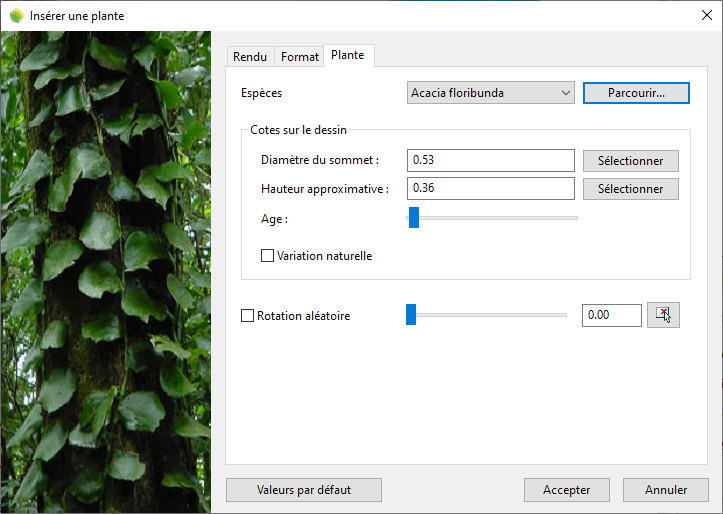 Insérer une plante
Rendu Format Plante
Espèces Acacia floribunda Parcourir...
Cotes sur le dessin
Diamètre du sommet : 0.53 Sélectionner
Hauteur approximative : 0.36 Sélectionner
Age :
Variation naturelle
Rotation aléatoire 0.00
Valeurs par défaut Accepter Annuler